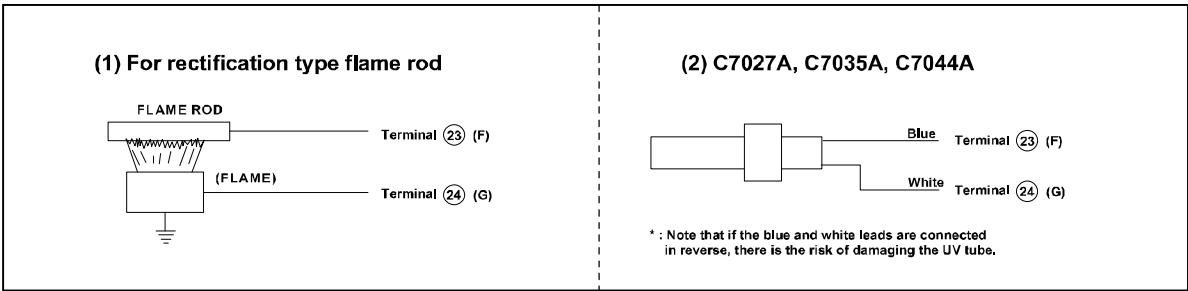 (1) For rectification type flame rod
FLAME ROD
Terminal 23 (F)
(FLAME)
Terminal 24 (G)
(2) C7027A, C7035A, C7044A
Blue
Terminal 23 (F)
White
Terminal 24 (G)
* : Note that if the blue and white leads are connected
in reverse, there is the risk of damaging the UV tube.